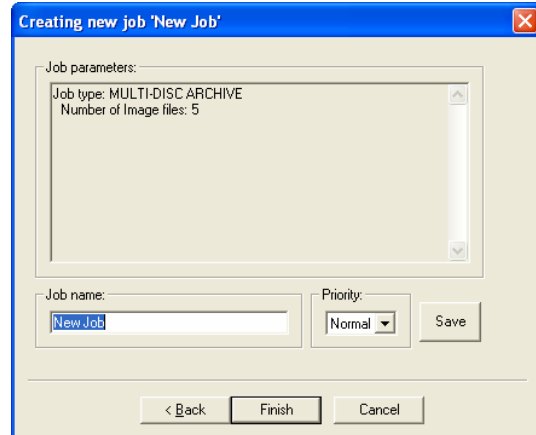 Creating new job 'New Job'
Job parameters:
Job type: MULTI-DISC ARCHIVE
Number of Image files: 5
Job name:
Priority:
New Job
Normal
Save
< Back
Finish
Cancel